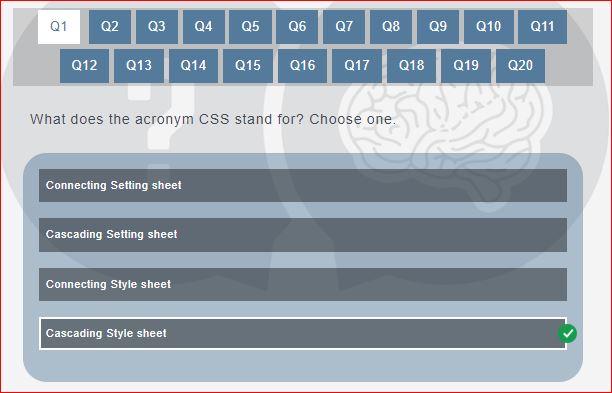 Q1 Q2 Q3 Q4 Q5 Q6 Q7 Q8 Q9 Q10 Q11
Q12 Q13 Q14 Q15 Q16 Q17 Q18 Q19 Q20
What does the acronym CSS stand for? Choose one.
Connecting Setting sheet
Cascading Setting sheet
Connecting Style sheet
Cascading Style sheet